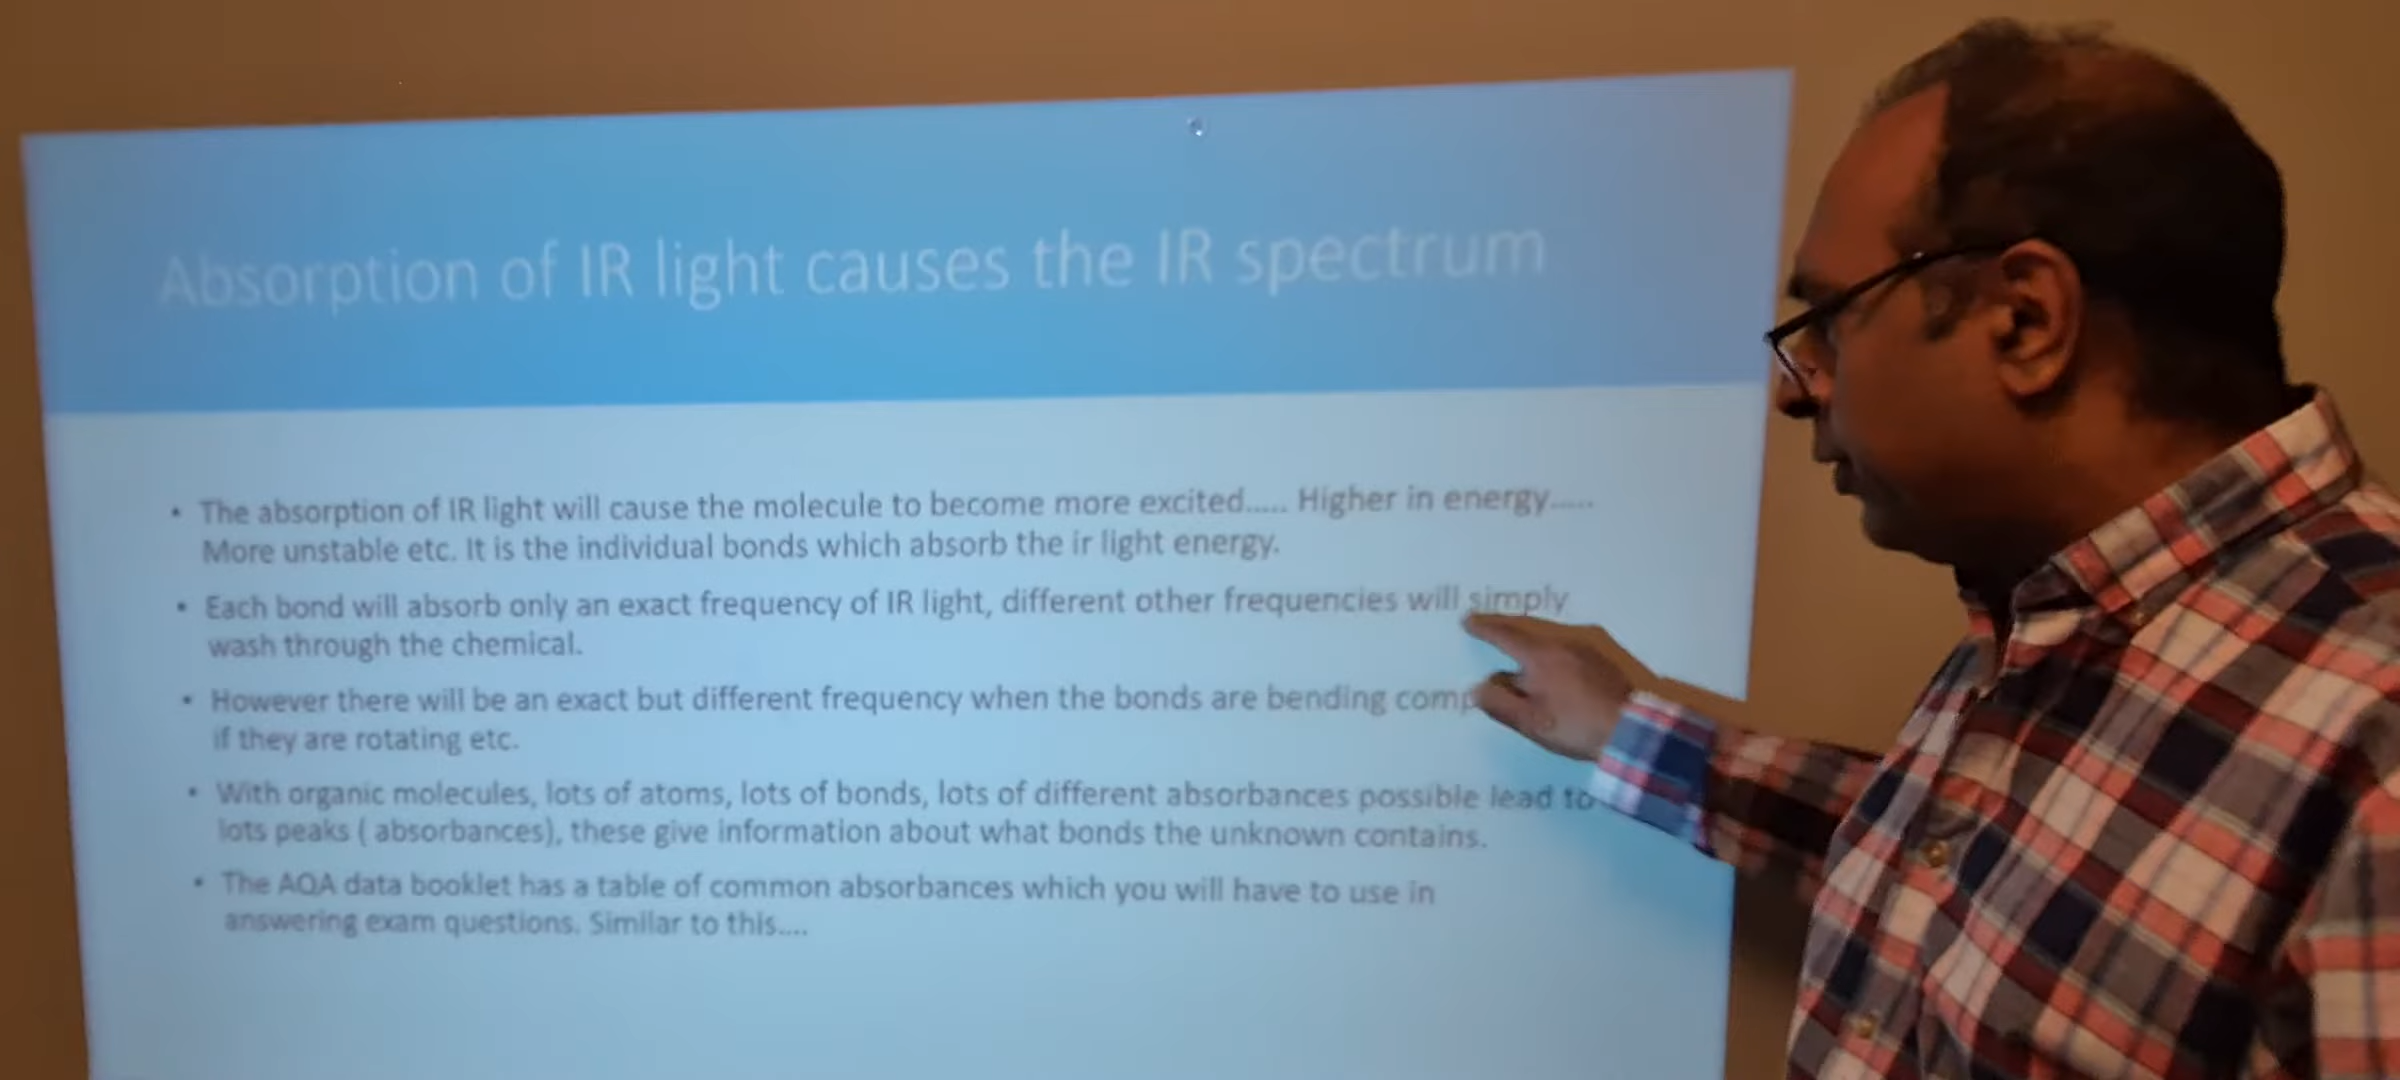 Absorption of IR light causes the IR spectrum
• The absorption of IR light will cause the molecule to become more excited..... Higher in energy.....
More unstable etc. It is the individual bonds which absorb the ir light energy.
• Each bond will absorb only an exact frequency of IR light, different other frequencies will simply
wash through the chemical.
• However there will be an exact but different frequency when the bonds are bending
if they are rotating etc.
• With organic molecules, lots of atoms, lots of bonds, lots of different absorbances possible lead to
lots peaks ( absorbances), these give information about what bonds the unknown contains.
• The AQA data booklet has a table of common absorbances which you will have to use in
answering exam questions. Similar to this....